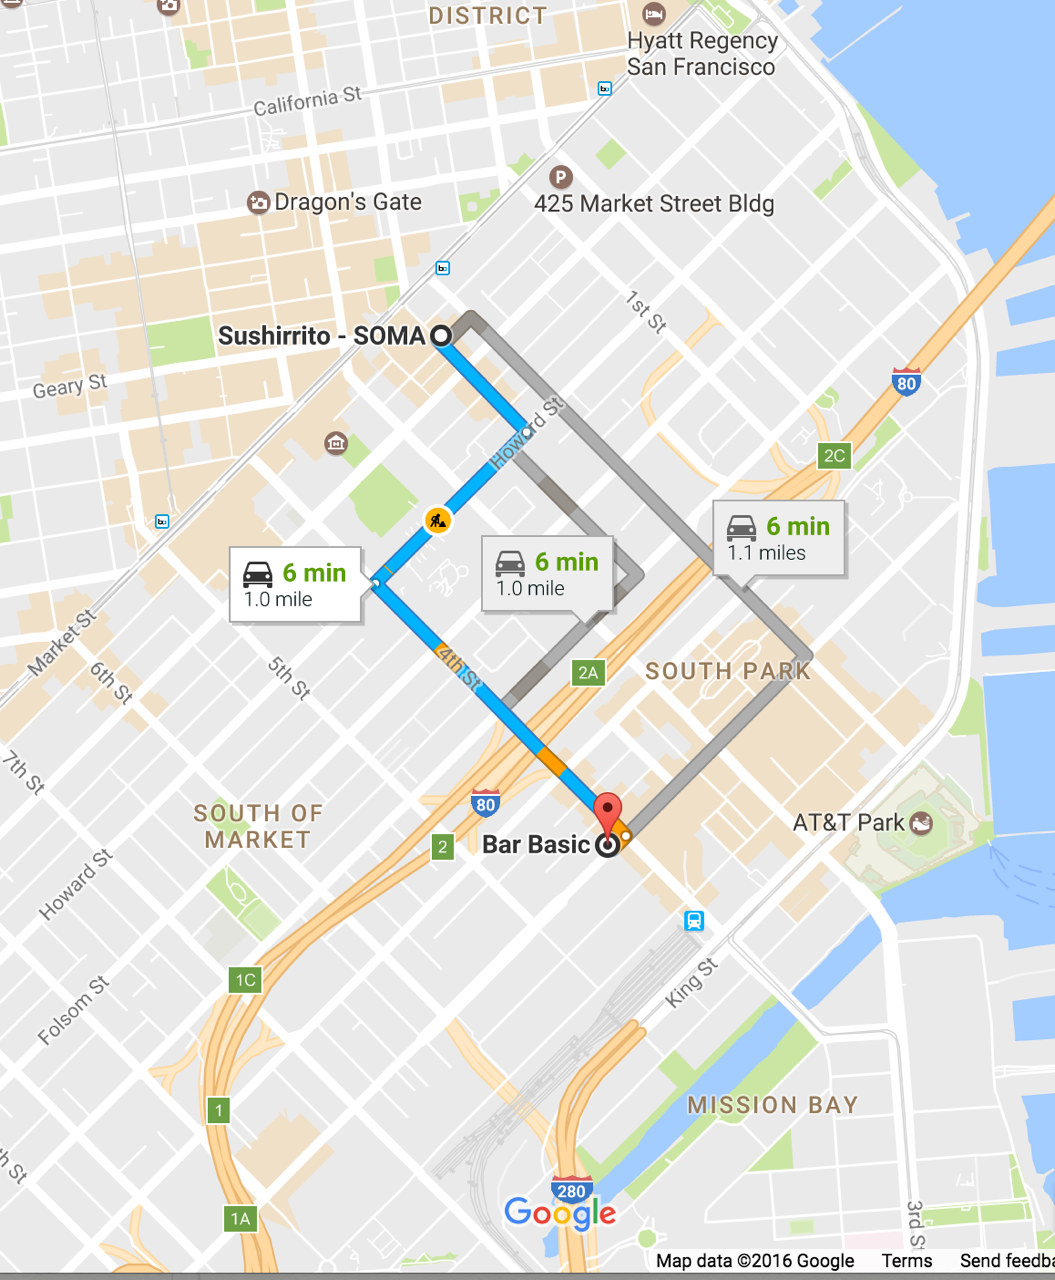 DISTRICT
Hyatt Regency
San Francisco
California St
P
425 Market Street Bldg
Dragon's Gate
1st St
Sushirrito - SOMA
Geary St
80
Howard St
2C
6 min
1.1 miles
6 min
1.0 mile
6 min
1.0 mile
Market St
4th St
5th St
6th St
2A
SOUTH PARK
7th St
80
SOUTH OF
MARKET
AT&T Park
2
Bar Basic
Howard St
1C
King St
Folsom St
1
MISSION BAY
th St
280
Google
1A
3rd St
Map data ©2016 Google Terms Send feedba